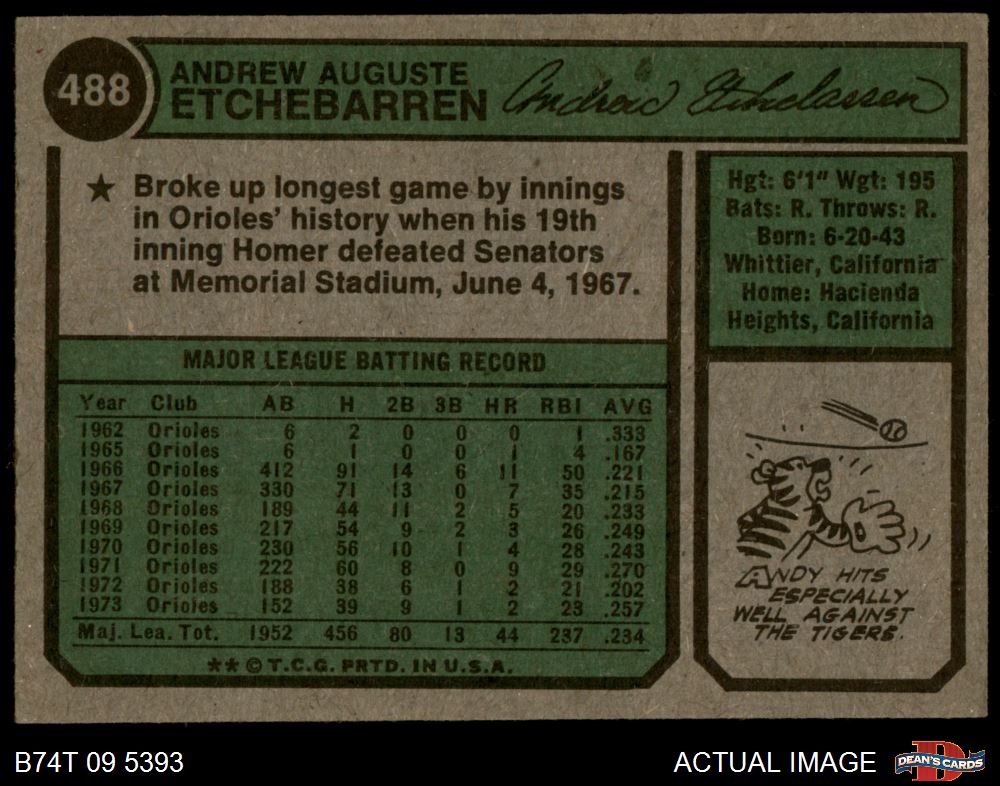 488
ANDREW AUGUSTE
ETCHEBARREN
Andrew Etchebarren
★ Broke up longest game by innings
in Orioles' history when his 19th
inning Homer defeated Senators
at Memorial Stadium, June 4, 1967.
Hgt: 6'1" Wgt: 195
Bats: R. Throws: R.
Born: 6-20-43
Whittier, California
Home: Hacienda
Heights, California
MAJOR LEAGUE BATTING RECORD
Year Club AB H 2B 3B HR RBI AVG
1962 Orioles 6 2 0 0 0 1 .333
1965 Orioles 6 1 0 0 1 4 .167
1966 Orioles 412 91 14 6 11 50 .221
1967 Orioles 330 71 13 0 7 35 .215
1968 Orioles 189 44 11 2 5 20 .233
1969 Orioles 217 54 9 2 3 26 .249
1970 Orioles 230 56 10 1 4 28 .243
1971 Orioles 222 60 8 0 9 29 .270
1972 Orioles 188 38 6 1 2 21 .202
1973 Orioles 152 39 9 1 2 23 .257
Maj. Lea. Tot. 1952 456 80 13 44 237 .234
** © T.C.G. PRTD. IN U.S.A.
ANDY HITS
ESPECIALLY
WELL AGAINST
THE TIGERS.
B74T 09 5393
ACTUAL IMAGE
D
DEAN'S CARDS